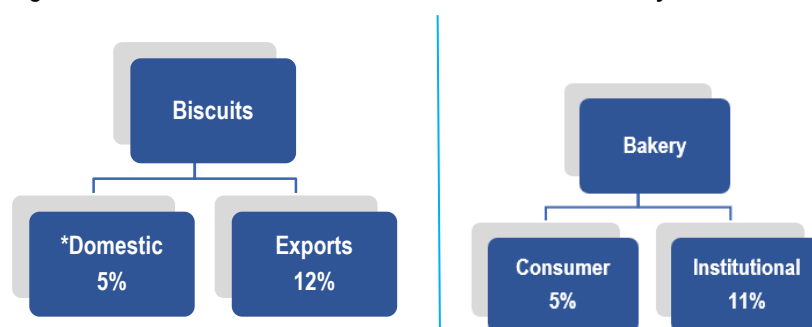 Biscuits
*Domestic
5%
Exports
12%
Bakery
Consumer
5%
Institutional
11%